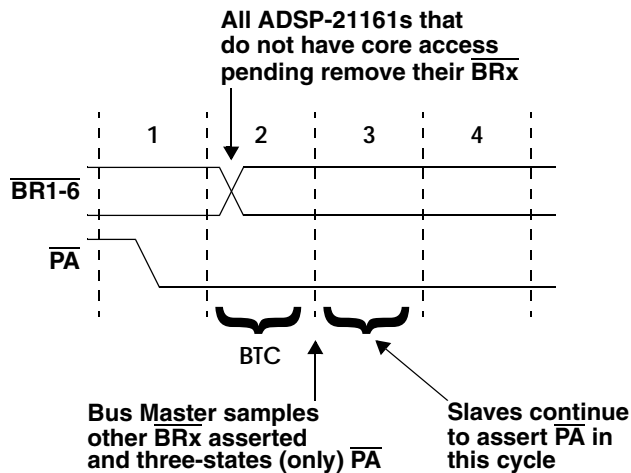 All ADSP-21161s that
do not have core access
pending remove their BRx
1 2 3 4
BR1-6
PA
BTC
Bus Master samples
other BRx asserted
and three-states (only) PA
Slaves continue
to assert PA in
this cycle